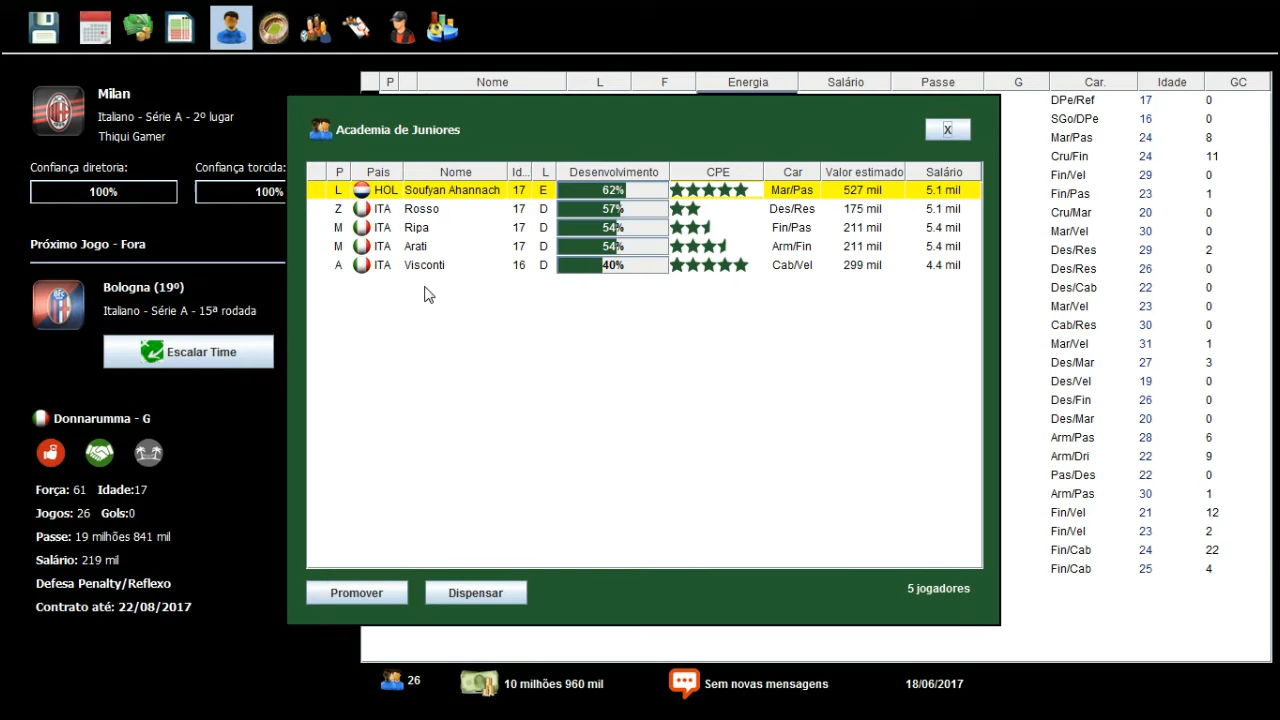 Milan
Italiano - Série A - 2º lugar
Thiqui Gamer
Confiança diretoria: Confiança torcida:
100% 100%
Próximo Jogo - Fora
Bologna (19º)
Italiano - Série A - 15ª rodada
Escalar Time
Donnarumma - G
Força: 61 Idade:17
Jogos: 26 Gols:0
Passe: 19 milhões 841 mil
Salário: 219 mil
Defesa Penalty/Reflexo
Contrato até: 22/08/2017
P Nome L F Energia Salário Passe G Car. Idade GC
Academia de Juniores X
P Pais Nome Id... L Desenvolvimento CPE Car Valor estimado Salário
L HOL Soufyan Ahannach 17 E 62% Mar/Pas 527 mil 5.1 mil
Z ITA Rosso 17 D 57% Des/Res 175 mil 5.1 mil
M ITA Ripa 17 D 54% Fin/Pas 211 mil 5.4 mil
M ITA Arati 17 D 54% Arm/Fin 211 mil 5.4 mil
A ITA Visconti 16 D 40% Cab/Vel 299 mil 4.4 mil
Promover Dispensar 5 jogadores
DPe/Ref 17 0
SGo/DPe 16 0
Mar/Pas 24 8
Cru/Fin 24 11
Des/Vel 29 0
Fin/Pas 23 1
Cru/Mar 20 0
Mar/Vel 30 0
Des/Res 29 2
Des/Res 26 0
Des/Cab 22 0
Mar/Vel 23 0
Cab/Res 30 0
Mar/Vel 31 1
Des/Mar 27 3
Des/Vel 19 0
Des/Fin 26 0
Des/Mar 20 0
Arm/Pas 28 6
Arm/Dri 22 9
Pas/Des 22 0
Arm/Pas 30 1
Fin/Vel 21 12
Fin/Vel 23 2
Fin/Cab 24 22
Fin/Cab 25 4
26 10 milhões 960 mil Sem novas mensagens 18/06/2017